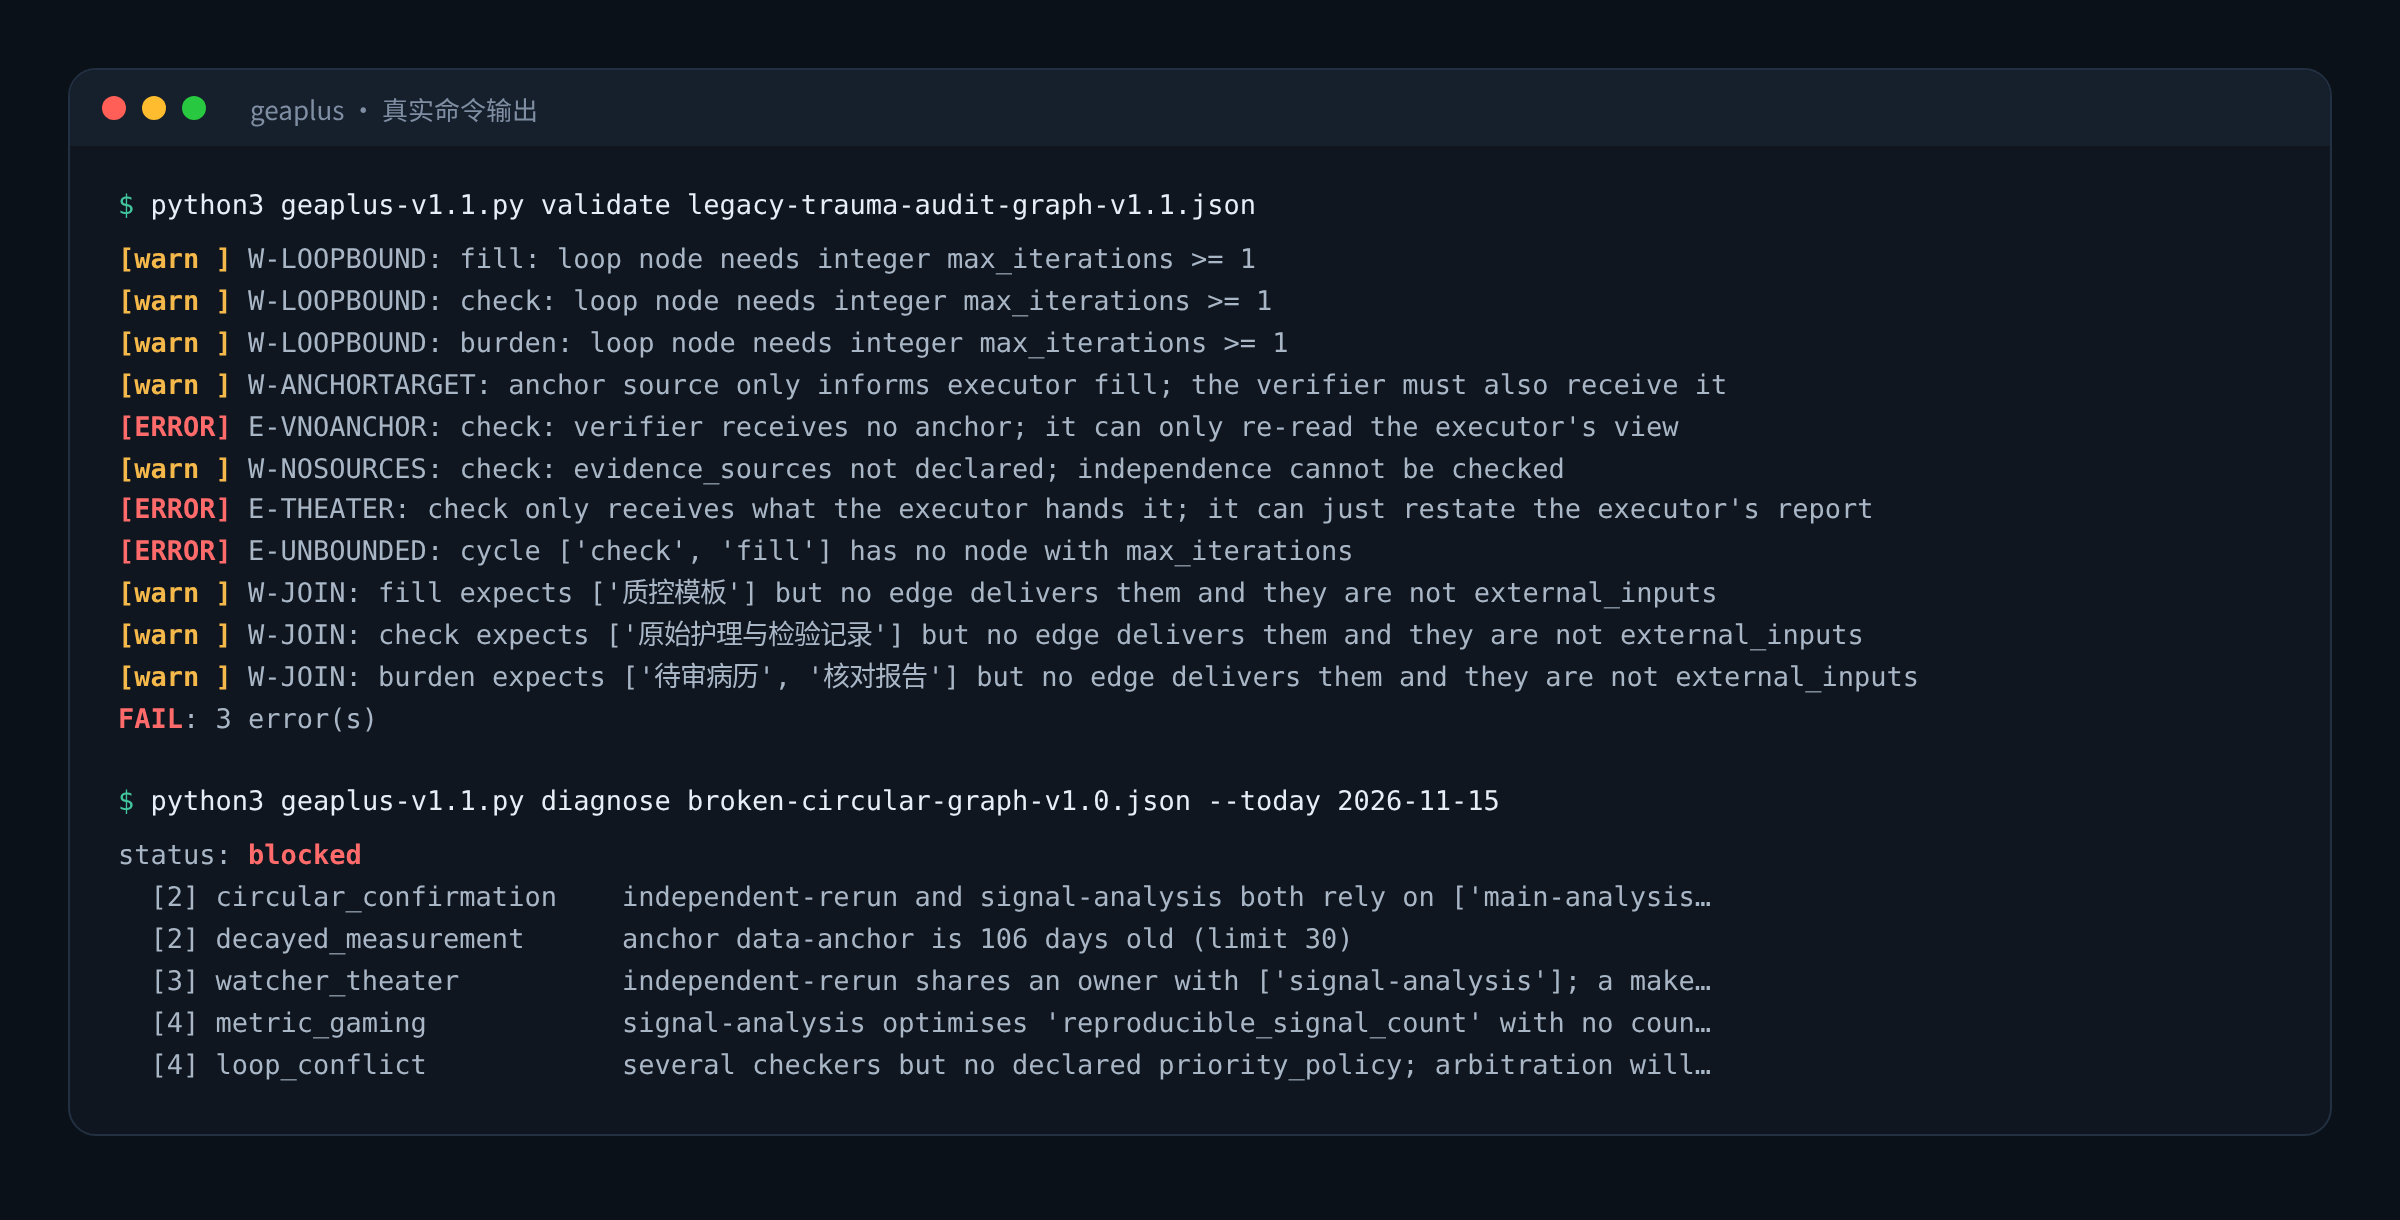 geaplus · 真实命令输出
$ python3 geaplus-v1.1.py validate legacy-trauma-audit-graph-v1.1.json
[warn ] W-LOOPBOUND: fill: loop node needs integer max_iterations >= 1
[warn ] W-LOOPBOUND: check: loop node needs integer max_iterations >= 1
[warn ] W-LOOPBOUND: burden: loop node needs integer max_iterations >= 1
[warn ] W-ANCHORTARGET: anchor source only informs executor fill; the verifier must also receive it
[ERROR] E-VNOANCHOR: check: verifier receives no anchor; it can only re-read the executor's view
[warn ] W-NOSOURCES: check: evidence_sources not declared; independence cannot be checked
[ERROR] E-THEATER: check only receives what the executor hands it; it can just restate the executor's report
[ERROR] E-UNBOUNDED: cycle ['check', 'fill'] has no node with max_iterations
[warn ] W-JOIN: fill expects ['质控模板'] but no edge delivers them and they are not external_inputs
[warn ] W-JOIN: check expects ['原始护理与检验记录'] but no edge delivers them and they are not external_inputs
[warn ] W-JOIN: burden expects ['待审病历', '核对报告'] but no edge delivers them and they are not external_inputs
FAIL: 3 error(s)
$ python3 geaplus-v1.1.py diagnose broken-circular-graph-v1.0.json --today 2026-11-15
status: blocked
[2] circular_confirmation independent-rerun and signal-analysis both rely on ['main-analysis…
[2] decayed_measurement anchor data-anchor is 106 days old (limit 30)
[3] watcher_theater independent-rerun shares an owner with ['signal-analysis']; a make…
[4] metric_gaming signal-analysis optimises 'reproducible_signal_count' with no coun…
[4] loop_conflict several checkers but no declared priority_policy; arbitration will…